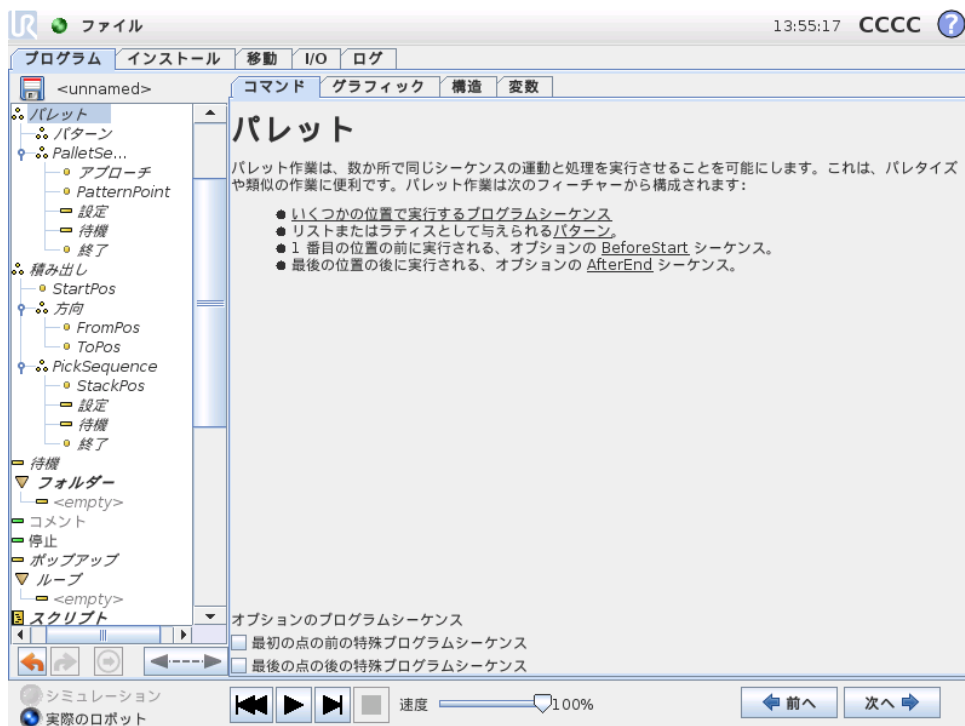 UR ファイル 13:55:17 CCCC ?
プログラム インストール 移動 I/O ログ
<unnamed>
コマンド グラフィック 構造 変数
パレット
パターン
PalletSe...
アプローチ
PatternPoint
設定
待機
終了
積み出し
StartPos
方向
FromPos
ToPos
PickSequence
StackPos
設定
待機
終了
待機
フォルダー
<empty>
コメント
停止
ポップアップ
ループ
<empty>
スクリプト
パレット
パレット作業は、数か所で同じシーケンスの運動と処理を実行させることを可能にします。これは、パレタイズ
や類似の作業に便利です。パレット作業は次のフィーチャーから構成されます:
● いくつかの位置で実行するプログラムシーケンス
● リストまたはラティスとして与えられるパターン。
● 1 番目の位置の前に実行される、オプションの BeforeStart シーケンス。
● 最後の位置の後に実行される、オプションの AfterEnd シーケンス。
オプションのプログラムシーケンス
最初の点の前の特殊プログラムシーケンス
最後の点の後の特殊プログラムシーケンス
シミュレーション
実際のロボット
速度 100%
前へ 次へ